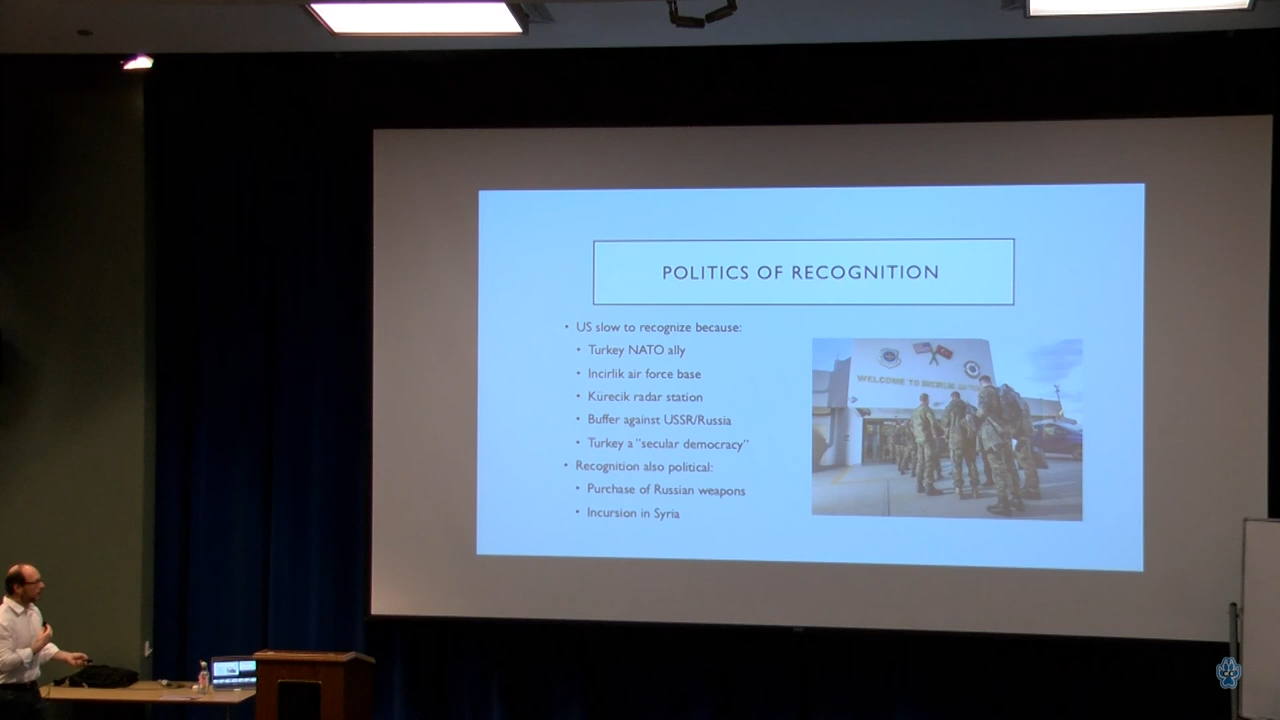 POLITICS OF RECOGNITION
• US slow to recognize because:
• Turkey NATO ally
• Incirlik air force base
• Kürecik radar station
• Buffer against USSR/Russia
• Turkey a "secular democracy"
• Recognition also political:
• Purchase of Russian weapons
• Incursion in Syria
WELCOME TO INCIRLIK